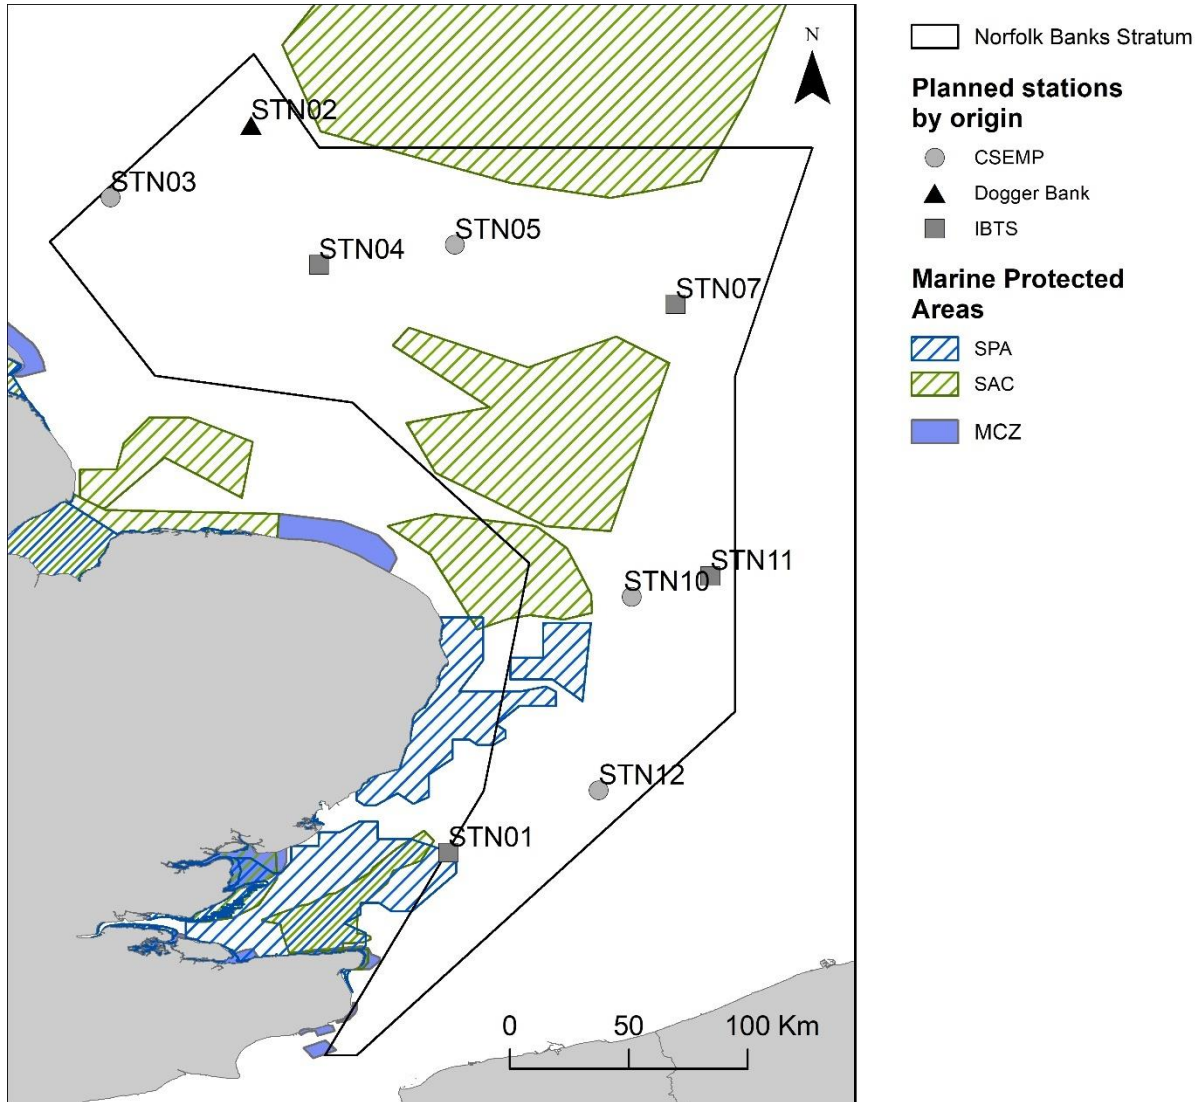 N
STN02
STN03
STN05
STN04
STN07
STN11
STN10
STN12
STN01
0 50 100 Km
Norfolk Banks Stratum
Planned stations
by origin
CSEMP
Dogger Bank
IBTS
Marine Protected
Areas
SPA
SAC
MCZ